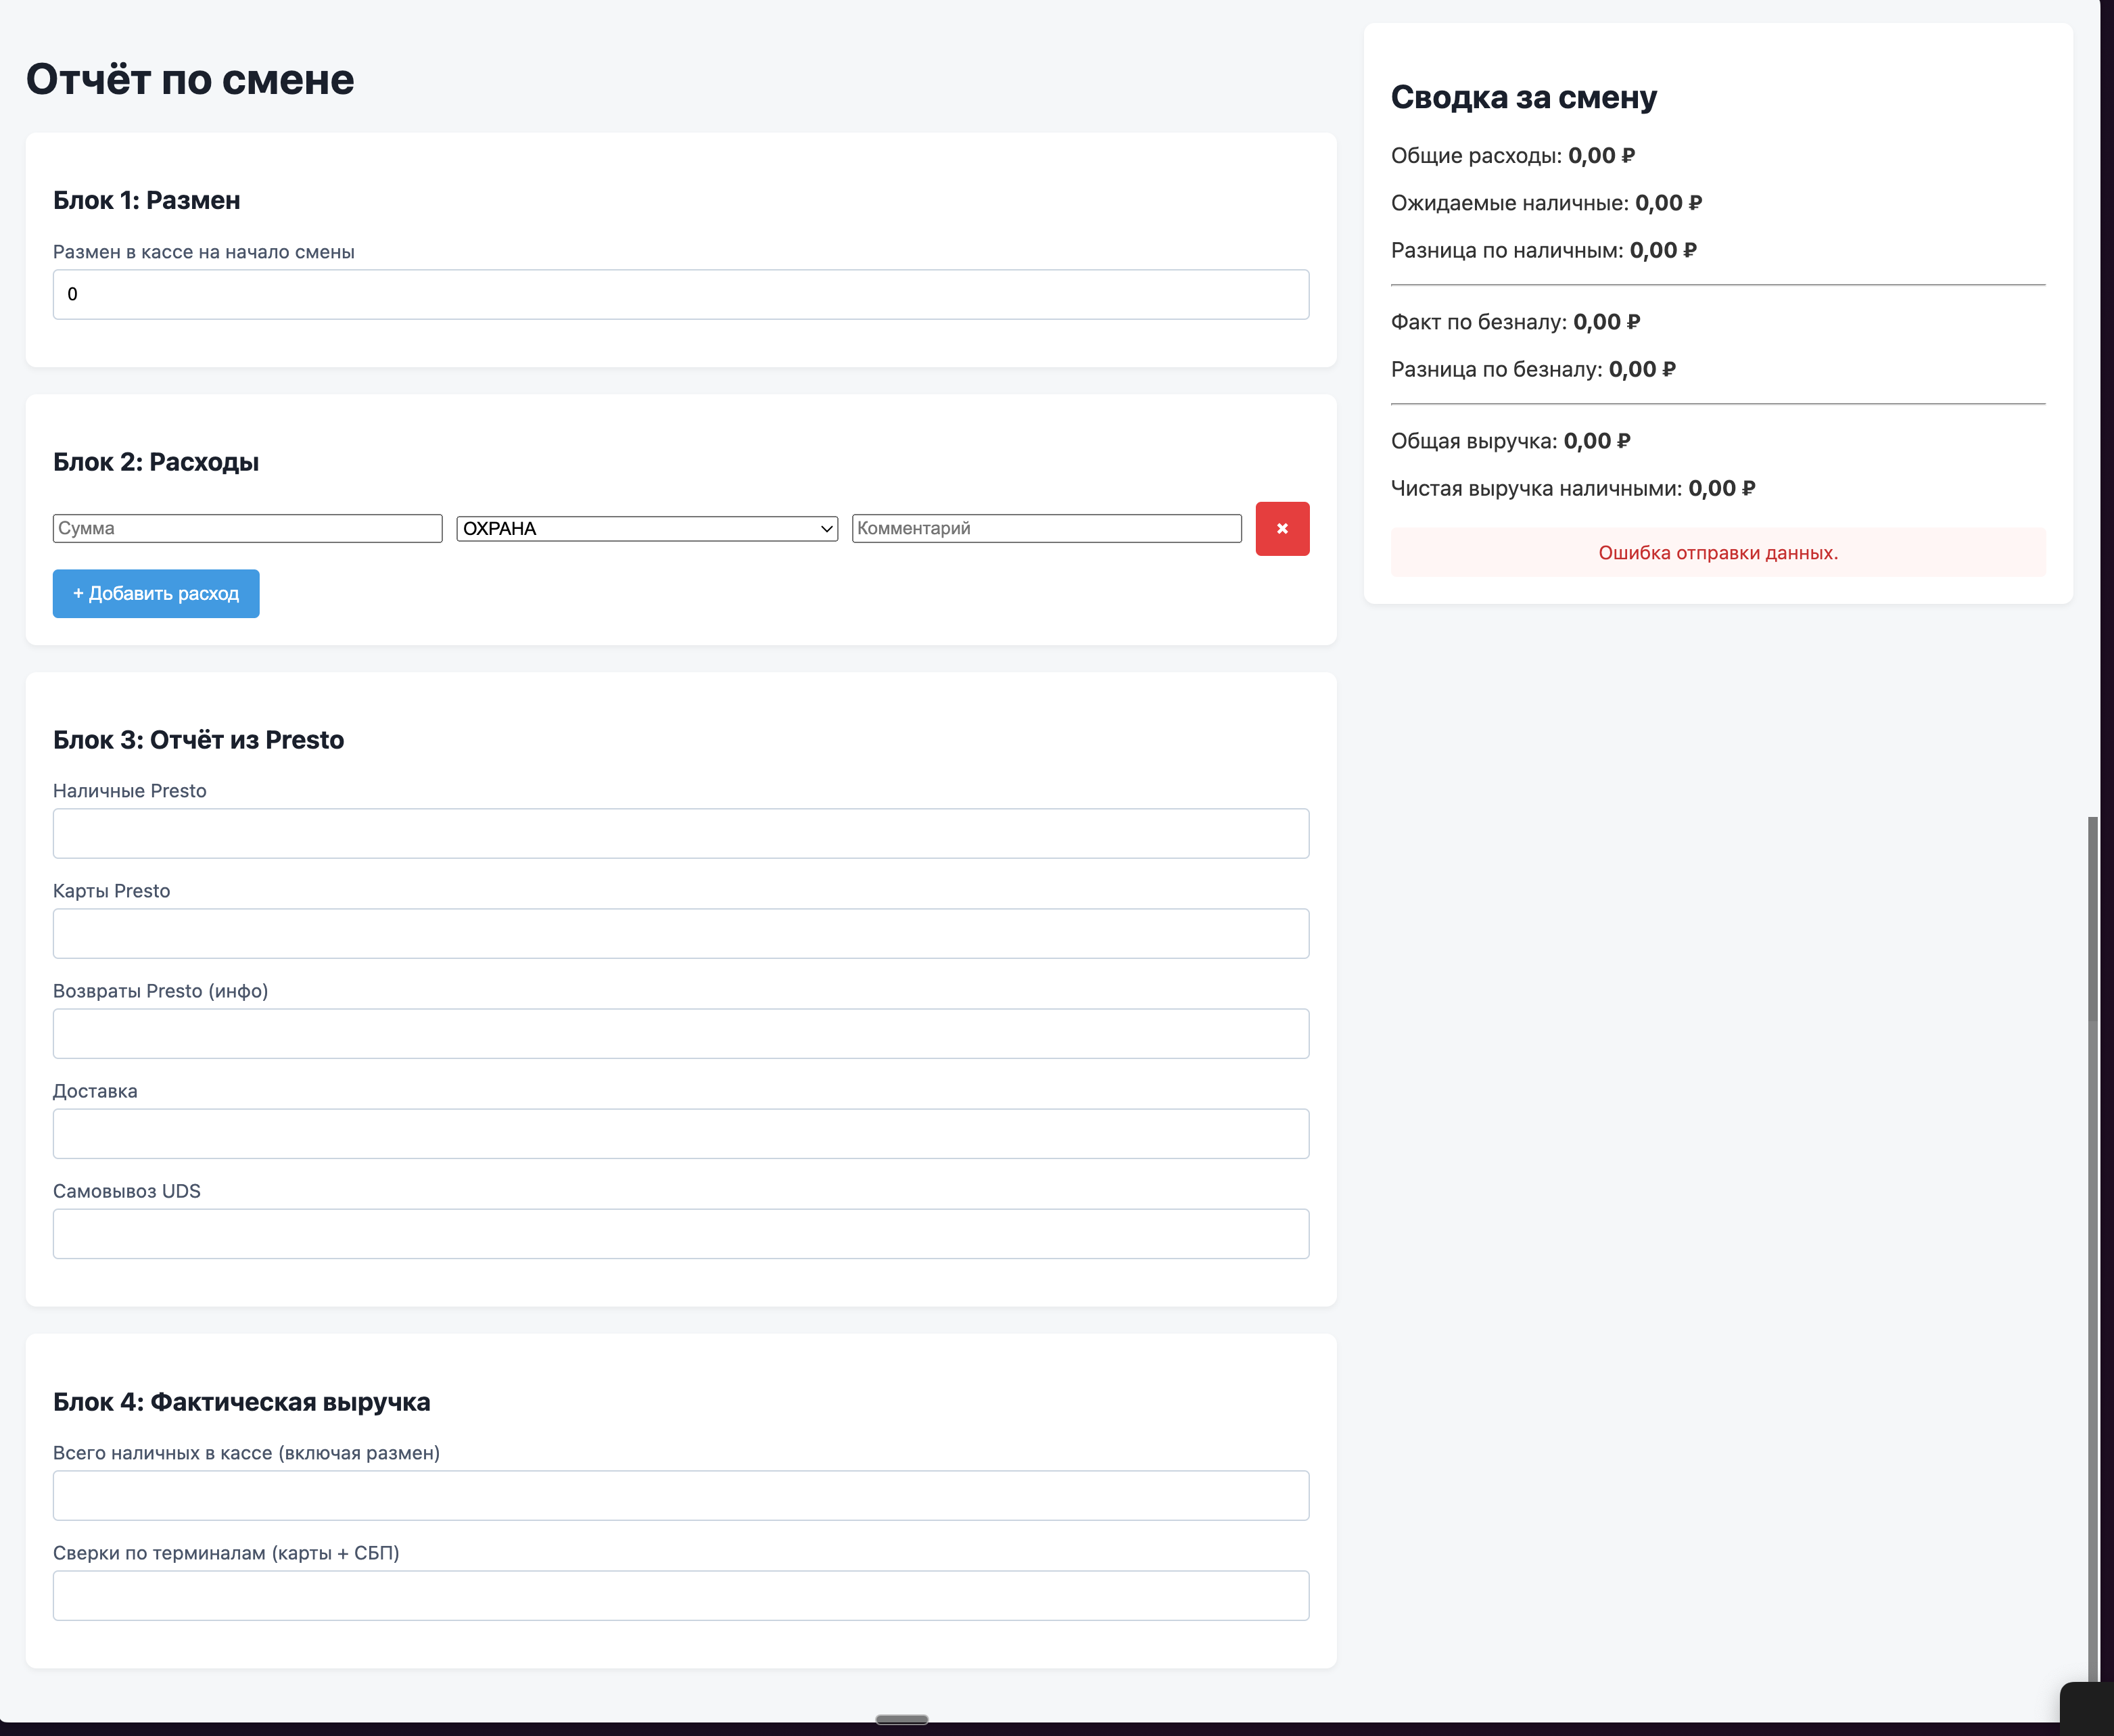 Отчёт по смене
Блок 1: Размен
Размен в кассе на начало смены
0
Блок 2: Расходы
Сумма
ОХРАНА
Комментарий
+ Добавить расход
Блок 3: Отчёт из Presto
Наличные Presto
Карты Presto
Возвраты Presto (инфо)
Доставка
Самовывоз UDS
Блок 4: Фактическая выручка
Всего наличных в кассе (включая размен)
Сверки по терминалам (карты + СБП)
Сводка за смену
Общие расходы: 0,00 ₽
Ожидаемые наличные: 0,00 ₽
Разница по наличным: 0,00 ₽
Факт по безналу: 0,00 ₽
Разница по безналу: 0,00 ₽
Общая выручка: 0,00 ₽
Чистая выручка наличными: 0,00 ₽
Ошибка отправки данных.